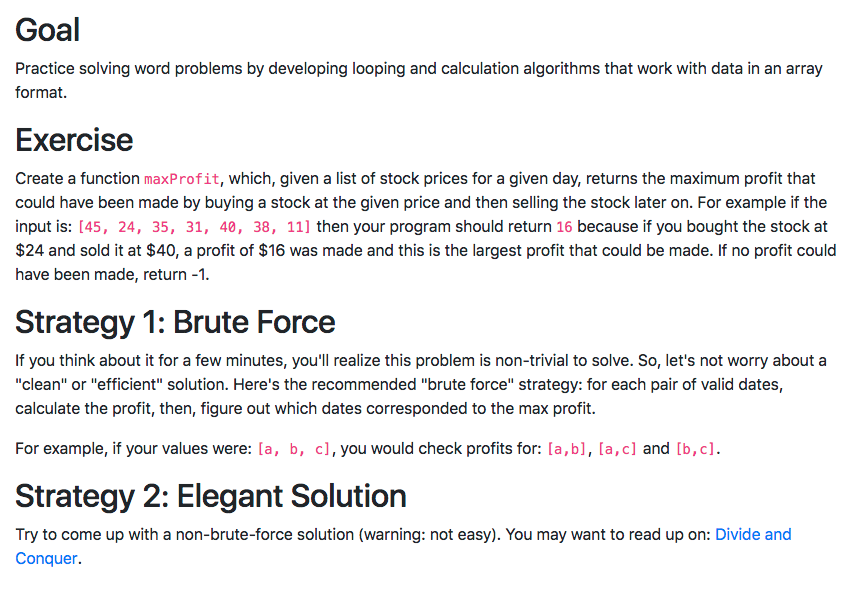 Goal
Practice solving word problems by developing looping and calculation algorithms that work with data in an array
format.
Exercise
Create a function maxProfit, which, given a list of stock prices for a given day, returns the maximum profit that
could have been made by buying a stock at the given price and then selling the stock later on. For example if the
input is: [45, 24, 35, 31, 40, 38, 11] then your program should return 16 because if you bought the stock at
$24 and sold it at $40, a profit of $16 was made and this is the largest profit that could be made. If no profit could
have been made, return -1.
Strategy 1: Brute Force
If you think about it for a few minutes, you'll realize this problem is non-trivial to solve. So, let's not worry about a
"clean" or "efficient" solution. Here's the recommended "brute force" strategy: for each pair of valid dates,
calculate the profit, then, figure out which dates corresponded to the max profit.
For example, if your values were: [a, b, c], you would check profits for: [a,b], [a,c] and [b,c].
Strategy 2: Elegant Solution
Try to come up with a non-brute-force solution (warning: not easy). You may want to read up on: Divide and
Conquer.